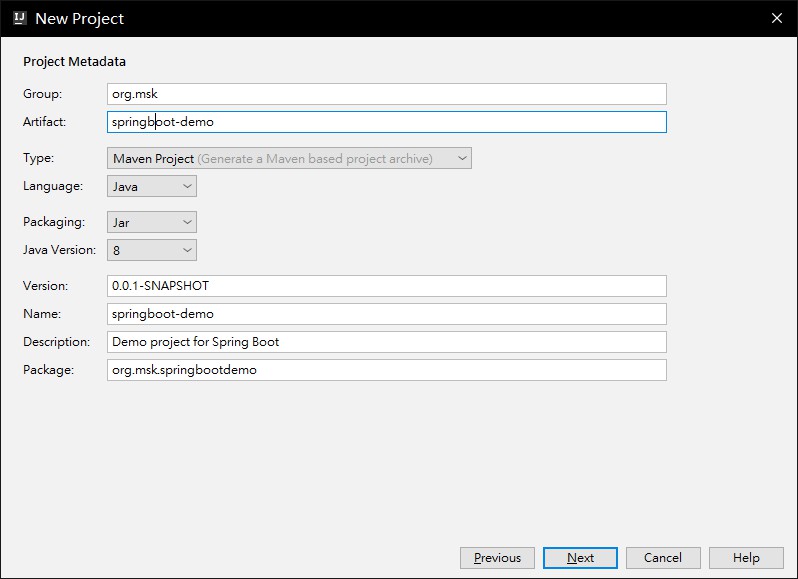 IJ New Project
Project Metadata
Group: org.msk
Artifact: springboot-demo
Type: Maven Project (Generate a Maven based project archive)
Language: Java
Packaging: Jar
Java Version: 8
Version: 0.0.1-SNAPSHOT
Name: springboot-demo
Description: Demo project for Spring Boot
Package: org.msk.springbootdemo
Previous Next Cancel Help